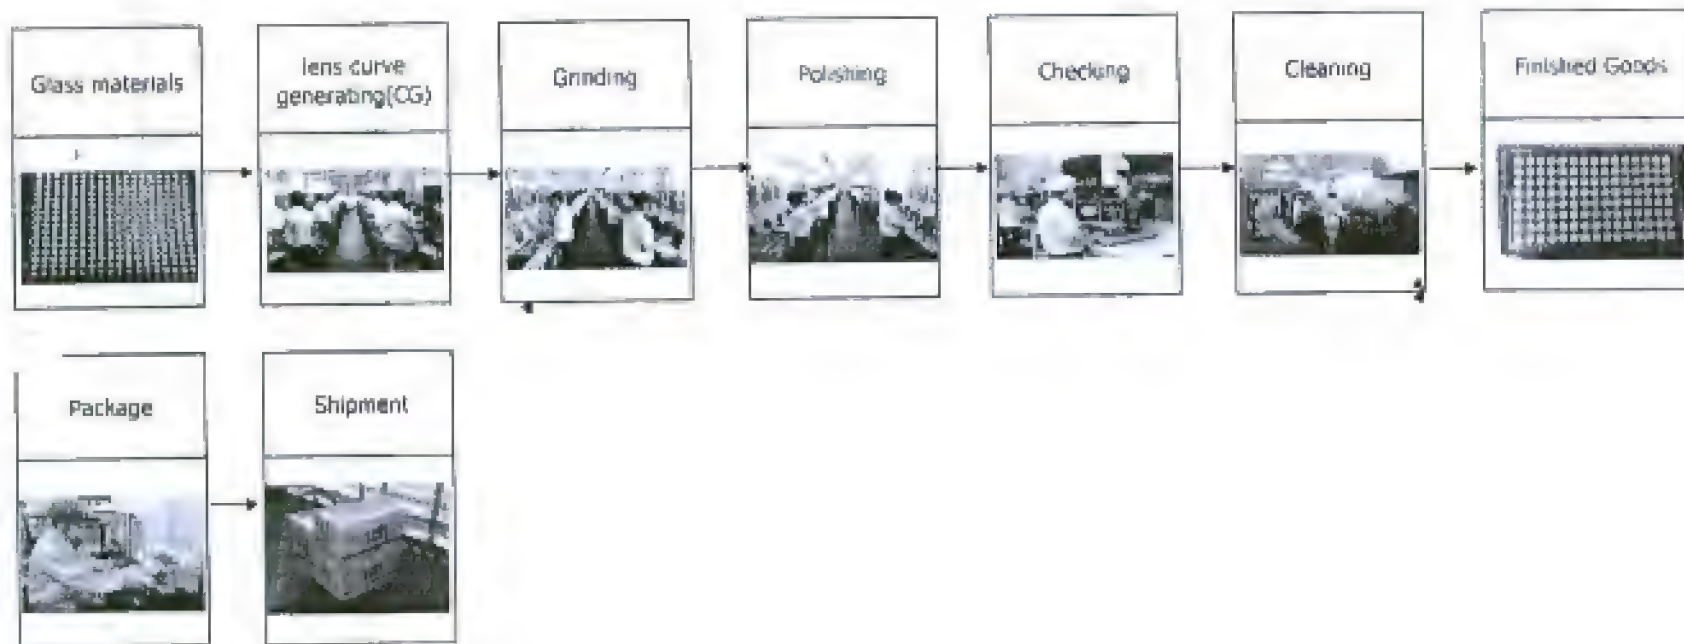 Glass materials
lens curve
generating(CG)
Grinding
Polishing
Checking
Cleaning
Finished Goods
Package
Shipment